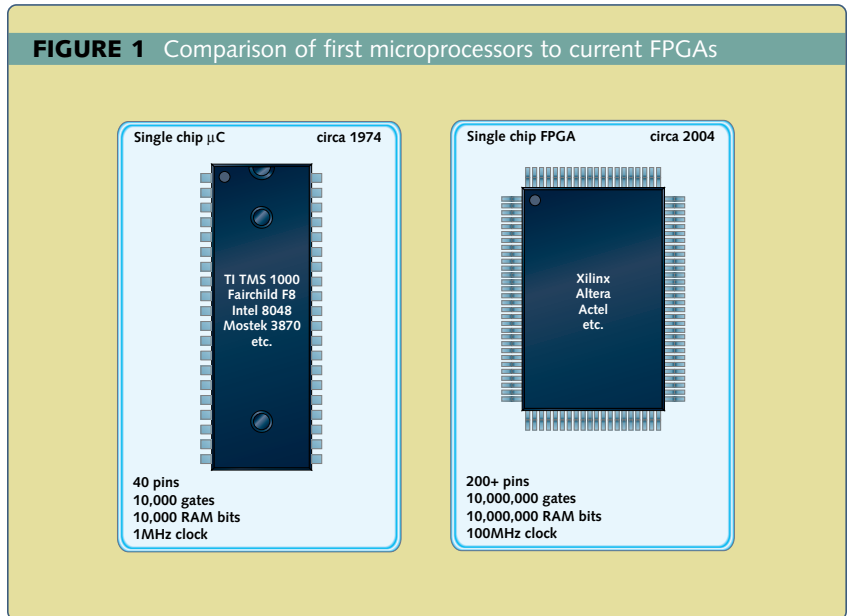 FIGURE 1 Comparison of first microprocessors to current FPGAs
Single chip μC circa 1974
TI TMS 1000
Fairchild F8
Intel 8048
Mostek 3870
etc.
40 pins
10,000 gates
10,000 RAM bits
1MHz clock
Single chip FPGA circa 2004
Xilinx
Altera
Actel
etc.
200+ pins
10,000,000 gates
10,000,000 RAM bits
100MHz clock